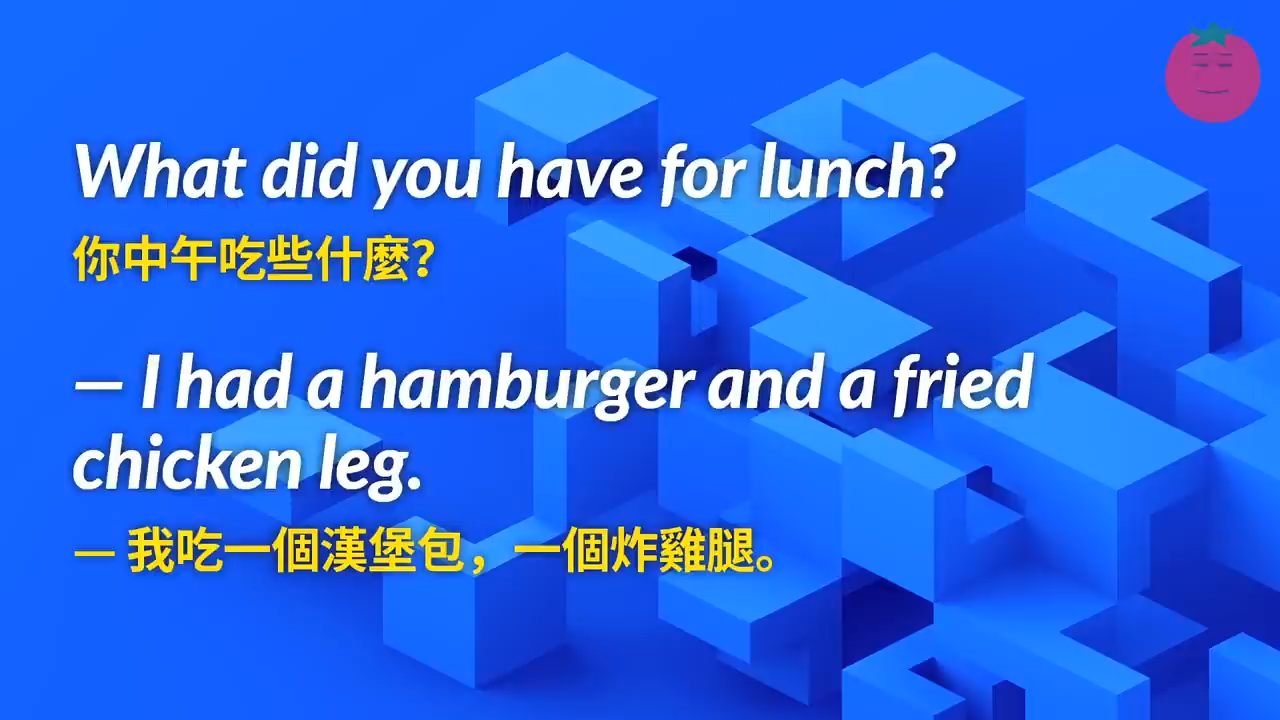 What did you have for lunch?
你中午吃些什麼？
— I had a hamburger and a fried
chicken leg.
— 我吃一個漢堡包，一個炸雞腿。